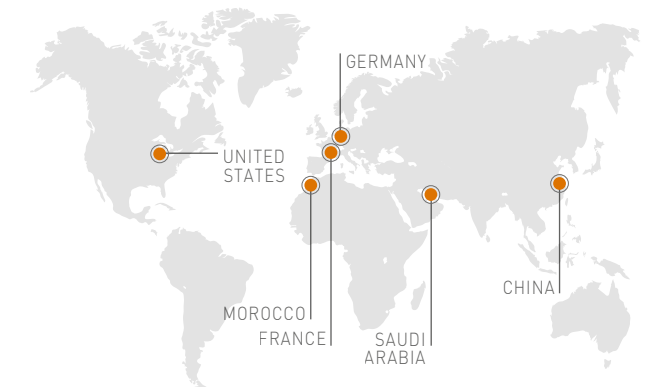 GERMANY
UNITED
STATES
CHINA
MOROCCO
FRANCE
SAUDI
ARABIA